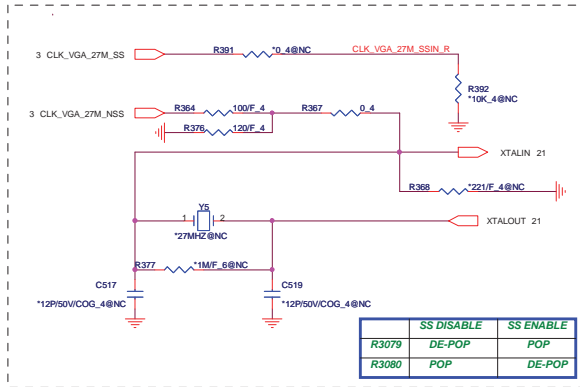 3 CLK_VGA_27M_SS
R391
*0_4@NC
CLK_VGA_27M_SSIN_R
R392
*10K_4@NC
3 CLK_VGA_27M_NSS
R364
100/F_4
R367
0_4
R376
120/F_4
XTALIN 21
R368
*221/F_4@NC
Y5
1
2
XTALOUT 21
*27MHZ@NC
R377
*1M/F_6@NC
C517
C519
*12P/50V/COG_4@NC
*12P/50V/COG_4@NC
SS DISABLE SS ENABLE
R3079 DE-POP POP
R3080 POP DE-POP